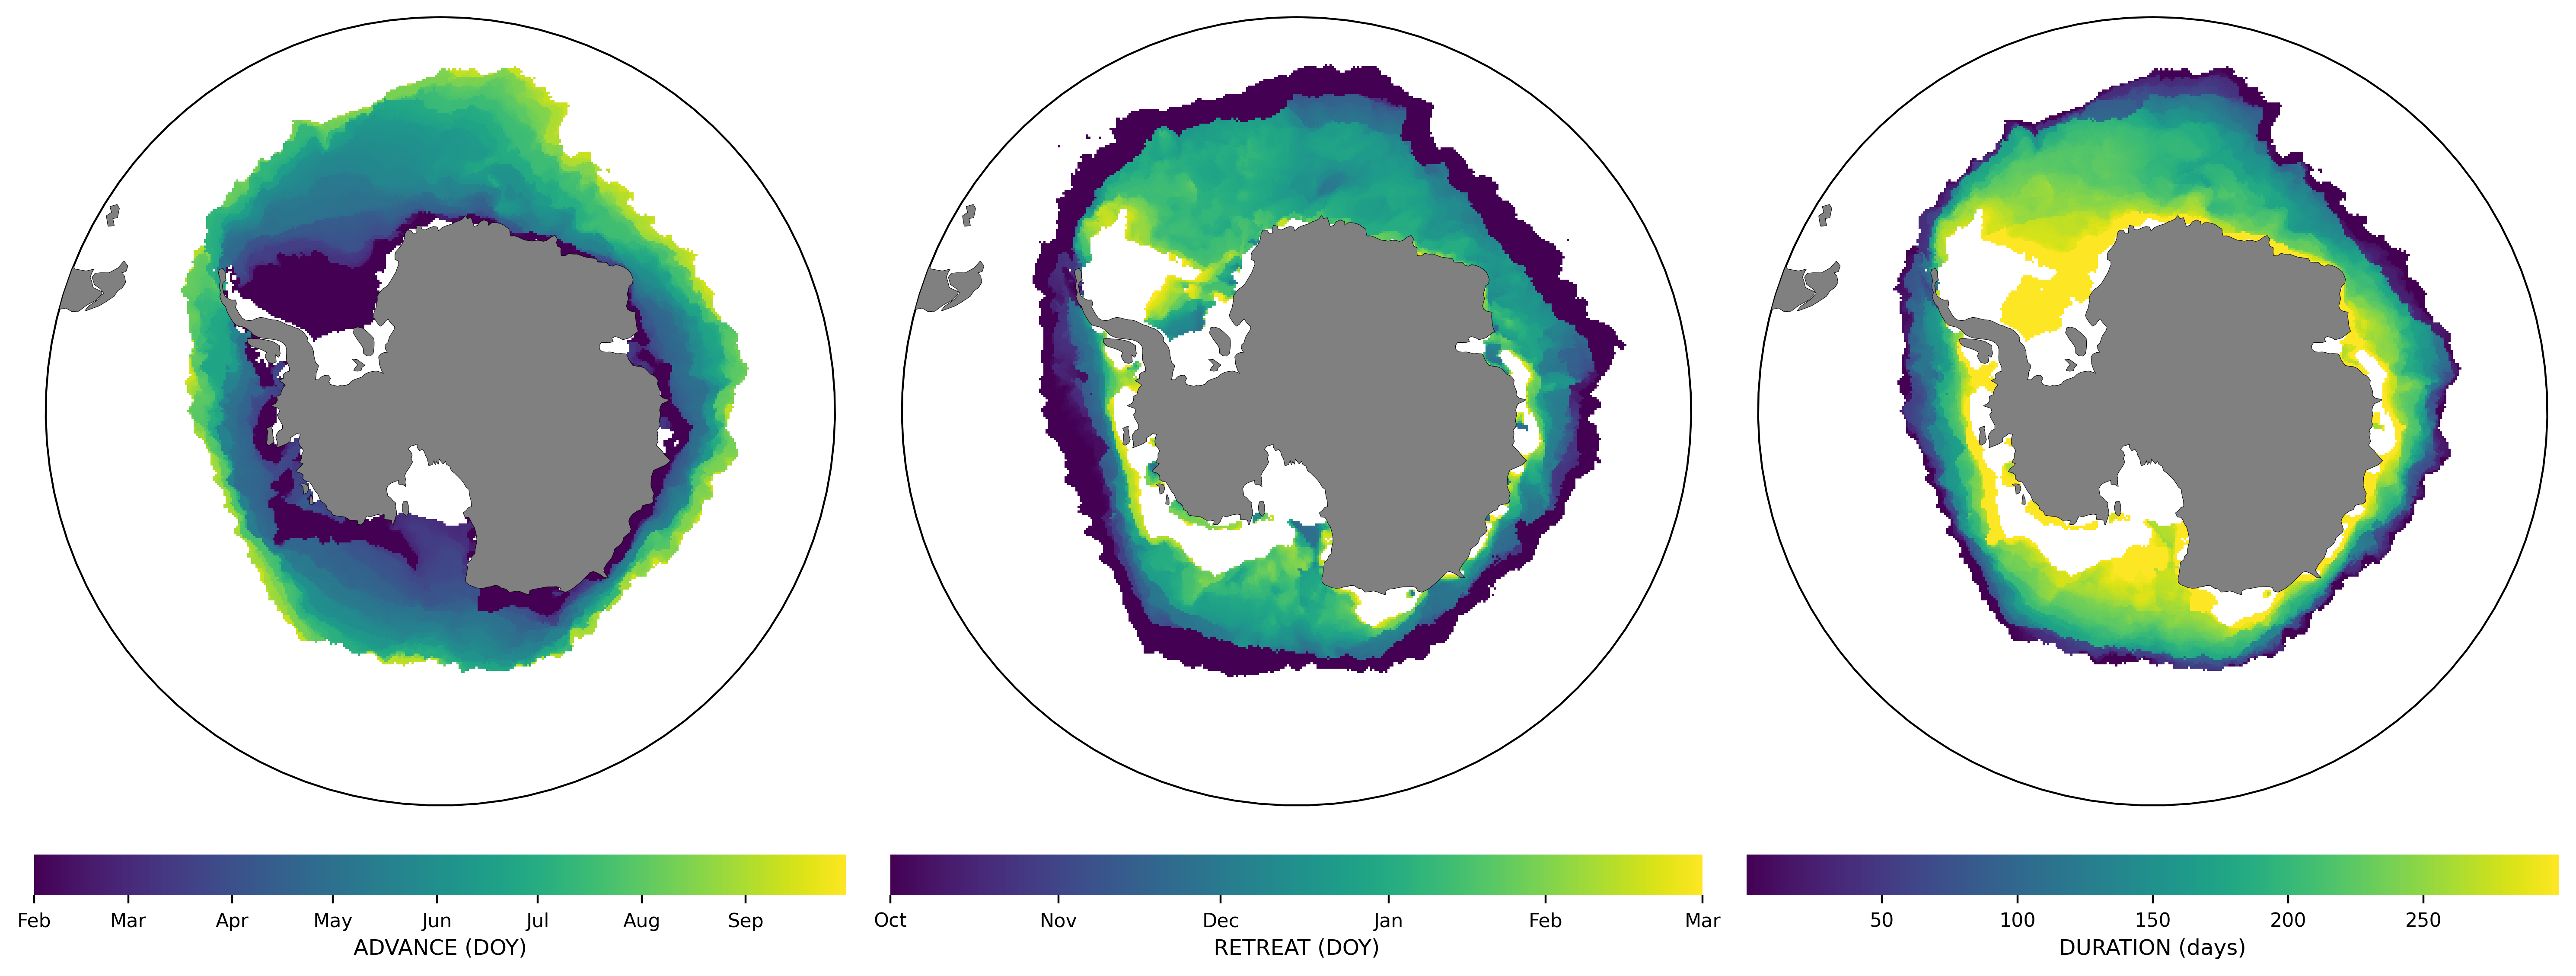 Feb Mar Apr May Jun Jul Aug Sep
ADVANCE (DOY)
Oct Nov Dec Jan Feb Mar
RETREAT (DOY)
50 100 150 200 250
DURATION (days)